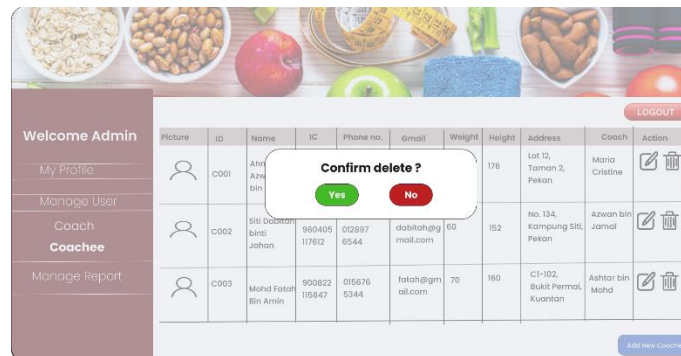 LOGOUT
Welcome Admin
My Profile
Manage User
Coach
Coachee
Manage Report
Picture ID Name IC Phone no. Gmail Weight Height Address Coach Action
Confirm delete ?
Yes No
C001
176
Lot 12,
Taman 2,
Pekan
Maria
Cristine
C002
Siti Dabitah
binti
Johan
960405
117612
012897
6544
dabitah@g
mail.com
60
152
No. 134,
Kampung Siti,
Pekan
Azwan bin
Jamal
C003
Mohd Fatah
Bin Amin
900822
115647
015676
5344
fatah@gm
ail.com
70
160
C1-102,
Bukit Permai,
Kuantan
Ashtar bin
Mohd
Add New Coachee